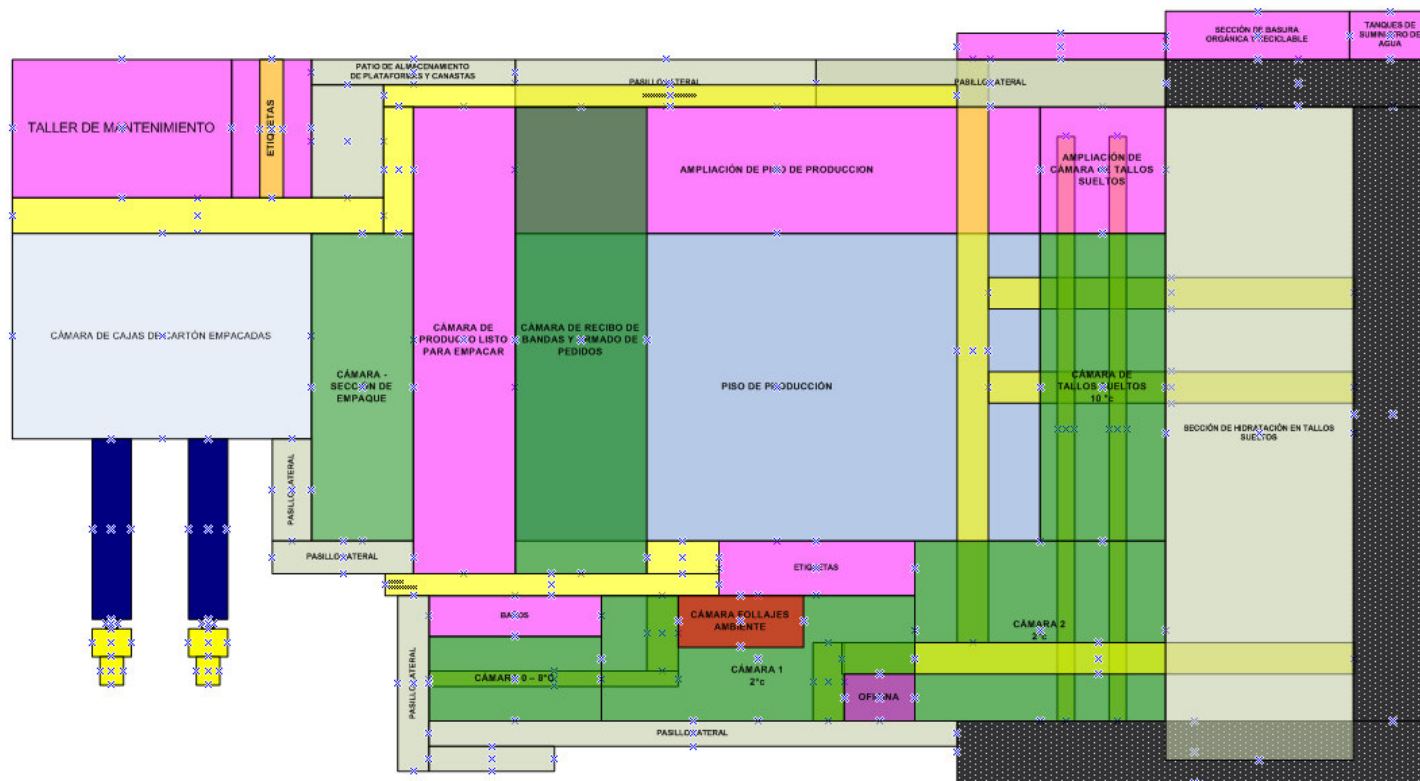 SECCIÓN DE BASURA
ORGÁNICA Y RECICLABLE
TANQUES DE
SUMINISTRO DE
AGUA
PATIO DE ALMACENAMIENTO
DE PLATAFORMAS Y CANASTAS
PASILLO LATERAL
PASILLO LATERAL
TALLER DE MANTENIMIENTO
ETIQUETAS
AMPLIACIÓN DE PISO DE PRODUCCION
AMPLIACIÓN DE
CÁMARA DE TALLOS
SUELTOS
CÁMARA DE CAJAS DE CARTÓN EMPACADAS
CÁMARA -
SECCIÓN DE
EMPAQUE
CÁMARA DE
PRODUCTO LISTO
PARA EMPACAR
CÁMARA DE RECIBO DE
BANDAS Y ARMADO DE
PEDIDOS
PISO DE PRODUCCIÓN
CÁMARA DE
TALLOS SUELTOS
10 °c
SECCIÓN DE HIDRATACIÓN EN TALLOS
SUELTOS
PASILLO LATERAL
PASILLO LATERAL
ETIQUETAS
BAÑOS
CÁMARA FOLLAJES
AMBIENTE
CÁMARA 2
2°c
CÁMARA 1
2°c
CÁMARA 0 – 8°C
OFICINA
PASILLO LATERAL
PASILLO LATERAL